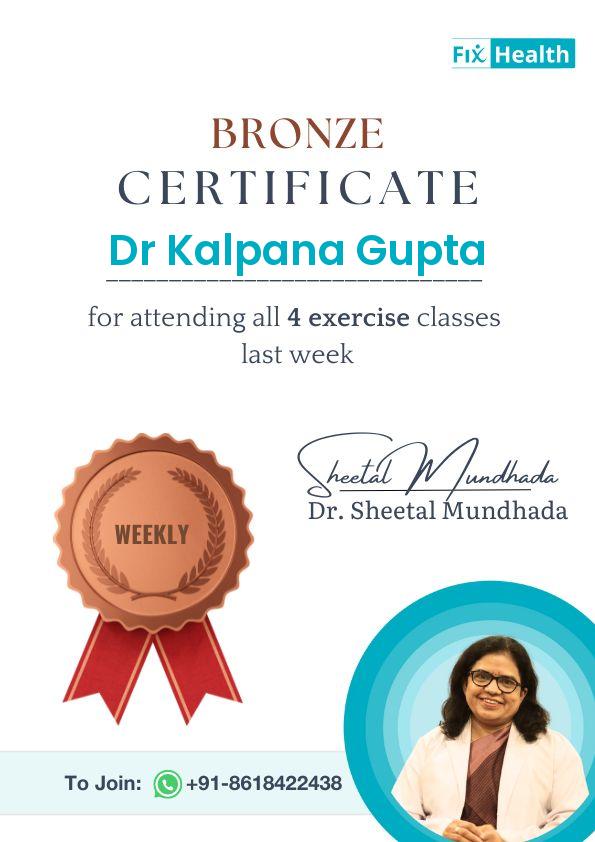 Fix Health
BRONZE
CERTIFICATE
Dr Kalpana Gupta
for attending all 4 exercise classes
last week
WEEKLY
Sheetal Mundhada
Dr. Sheetal Mundhada
To Join: +91-8618422438